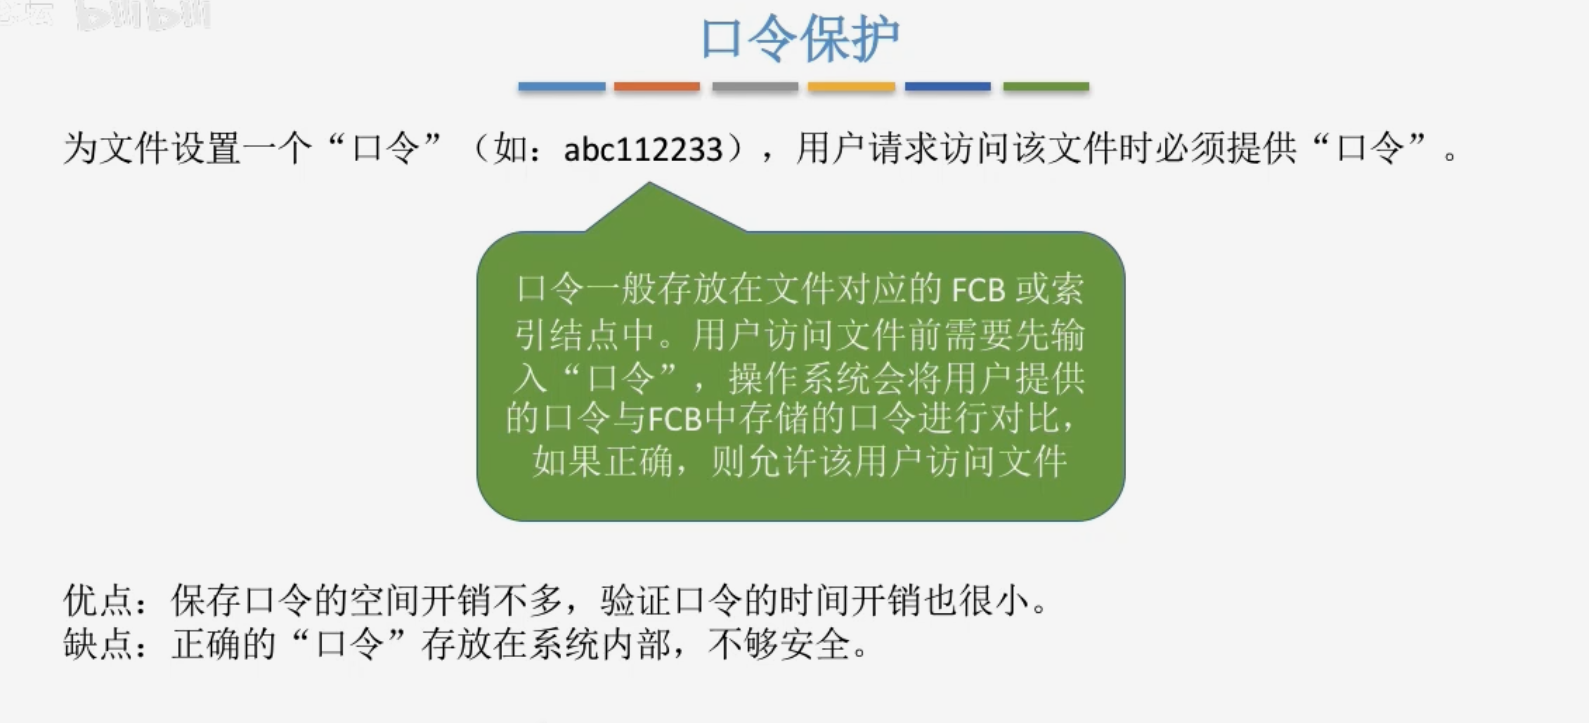 口令保护
为文件设置一个“口令”（如：abc112233），用户请求访问该文件时必须提供“口令”。
口令一般存放在文件对应的 FCB 或索
引结点中。用户访问文件前需要先输
入“口令”，操作系统会将用户提供
的口令与FCB中存储的口令进行对比，
如果正确，则允许该用户访问文件
优点：保存口令的空间开销不多，验证口令的时间开销也很小。
缺点：正确的“口令”存放在系统内部，不够安全。